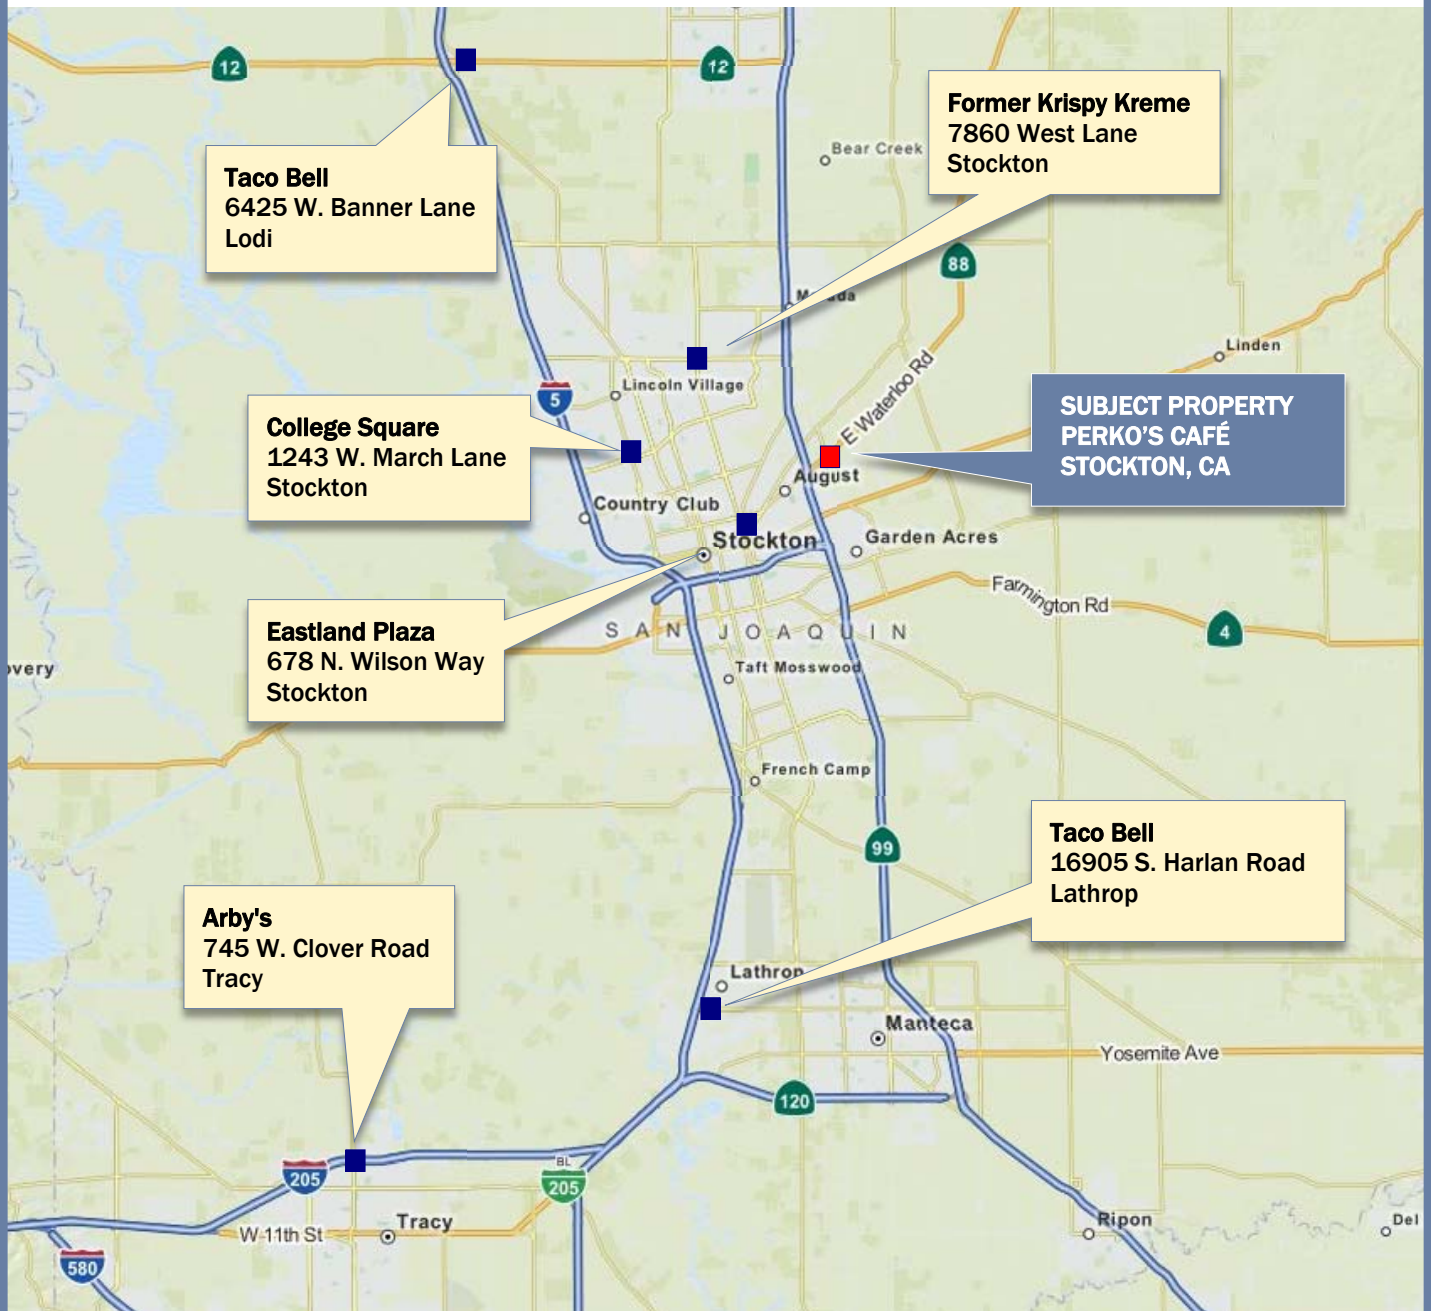 12
12
Former Krispy Kreme
7860 West Lane
Stockton
Bear Creek
Taco Bell
6425 W. Banner Lane
Lodi
88
Linden
E Waterloo Rd
Lincoln Village
5
SUBJECT PROPERTY
PERKO'S CAFÉ
STOCKTON, CA
College Square
1243 W. March Lane
Stockton
August
Country Club
Stockton
Garden Acres
Farmington Rd
Eastland Plaza
678 N. Wilson Way
Stockton
SAN JOAQUIN
4
overy
Taft Mosswood
French Camp
99
Taco Bell
16905 S. Harlan Road
Lathrop
Arby's
745 W. Clover Road
Tracy
Lathrop
Manteca
Yosemite Ave
120
205
BL
205
W 11th St
Tracy
Ripon
Del
580